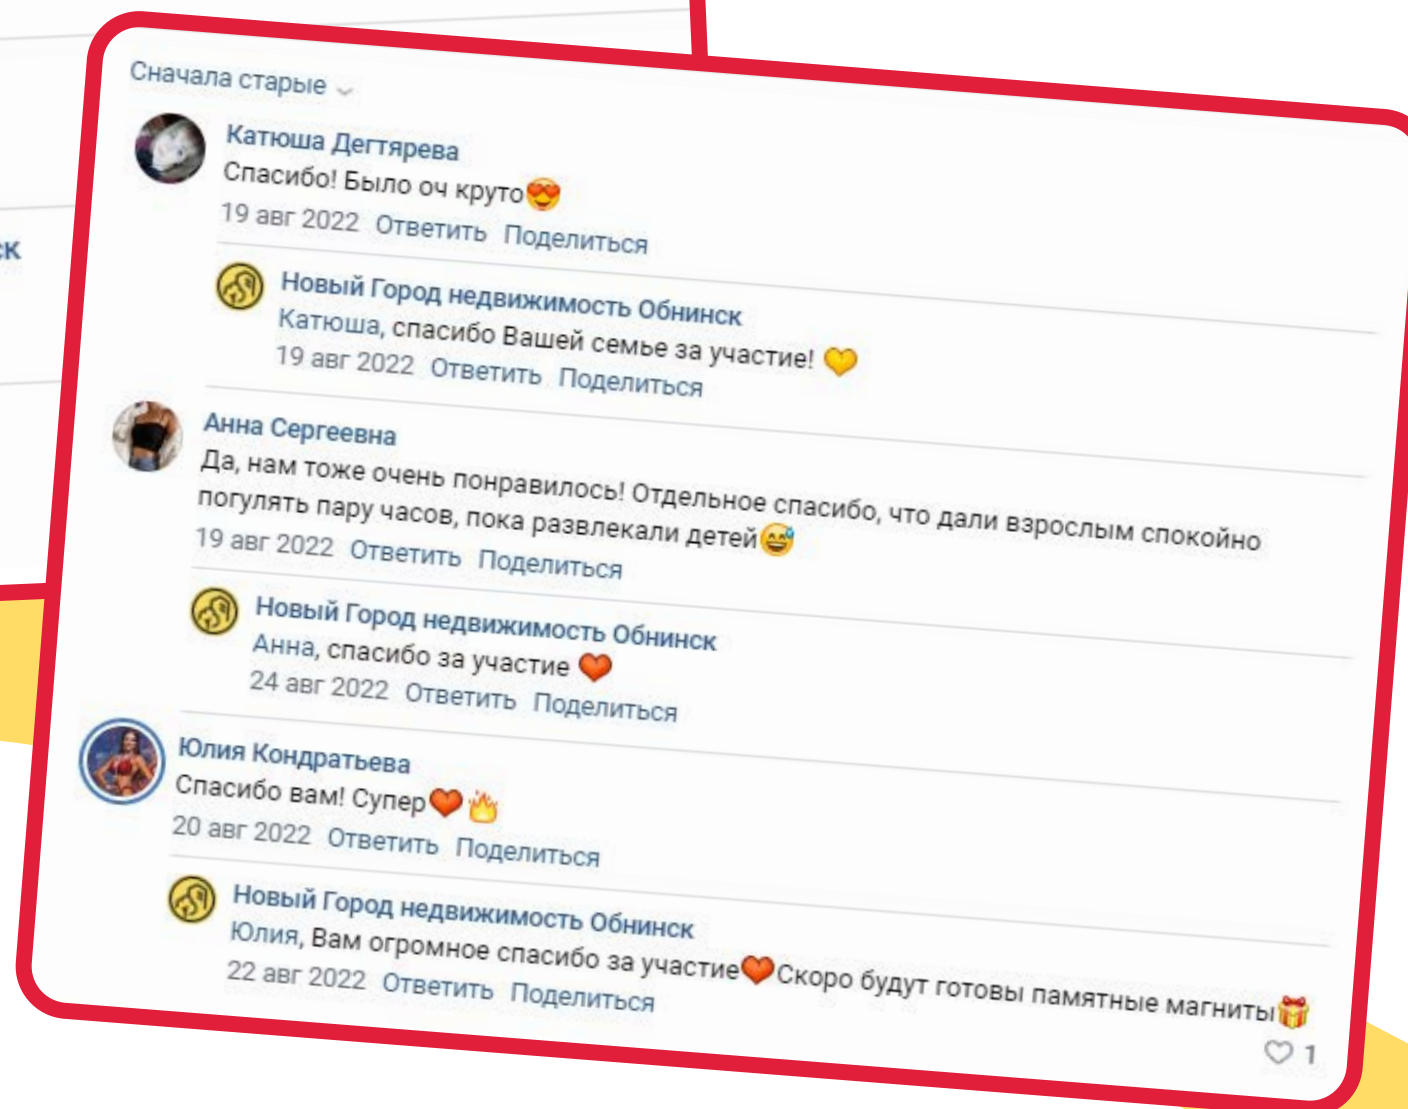 ск
Сначала старые
Катюша Дегтярева
Спасибо! Было оч круто😍
19 авг 2022 Ответить Поделиться
Новый Город недвижимость Обнинск
Катюша, спасибо Вашей семье за участие! 💛
19 авг 2022 Ответить Поделиться
Анна Сергеевна
Да, нам тоже очень понравилось! Отдельное спасибо, что дали взрослым спокойно
погулять пару часов, пока развлекали детей😅
19 авг 2022 Ответить Поделиться
Новый Город недвижимость Обнинск
Анна, спасибо за участие ❤
24 авг 2022 Ответить Поделиться
Юлия Кондратьева
Спасибо вам! Супер❤🔥
20 авг 2022 Ответить Поделиться
Новый Город недвижимость Обнинск
Юлия, Вам огромное спасибо за участие❤Скоро будут готовы памятные магниты🎁
22 авг 2022 Ответить Поделиться
1